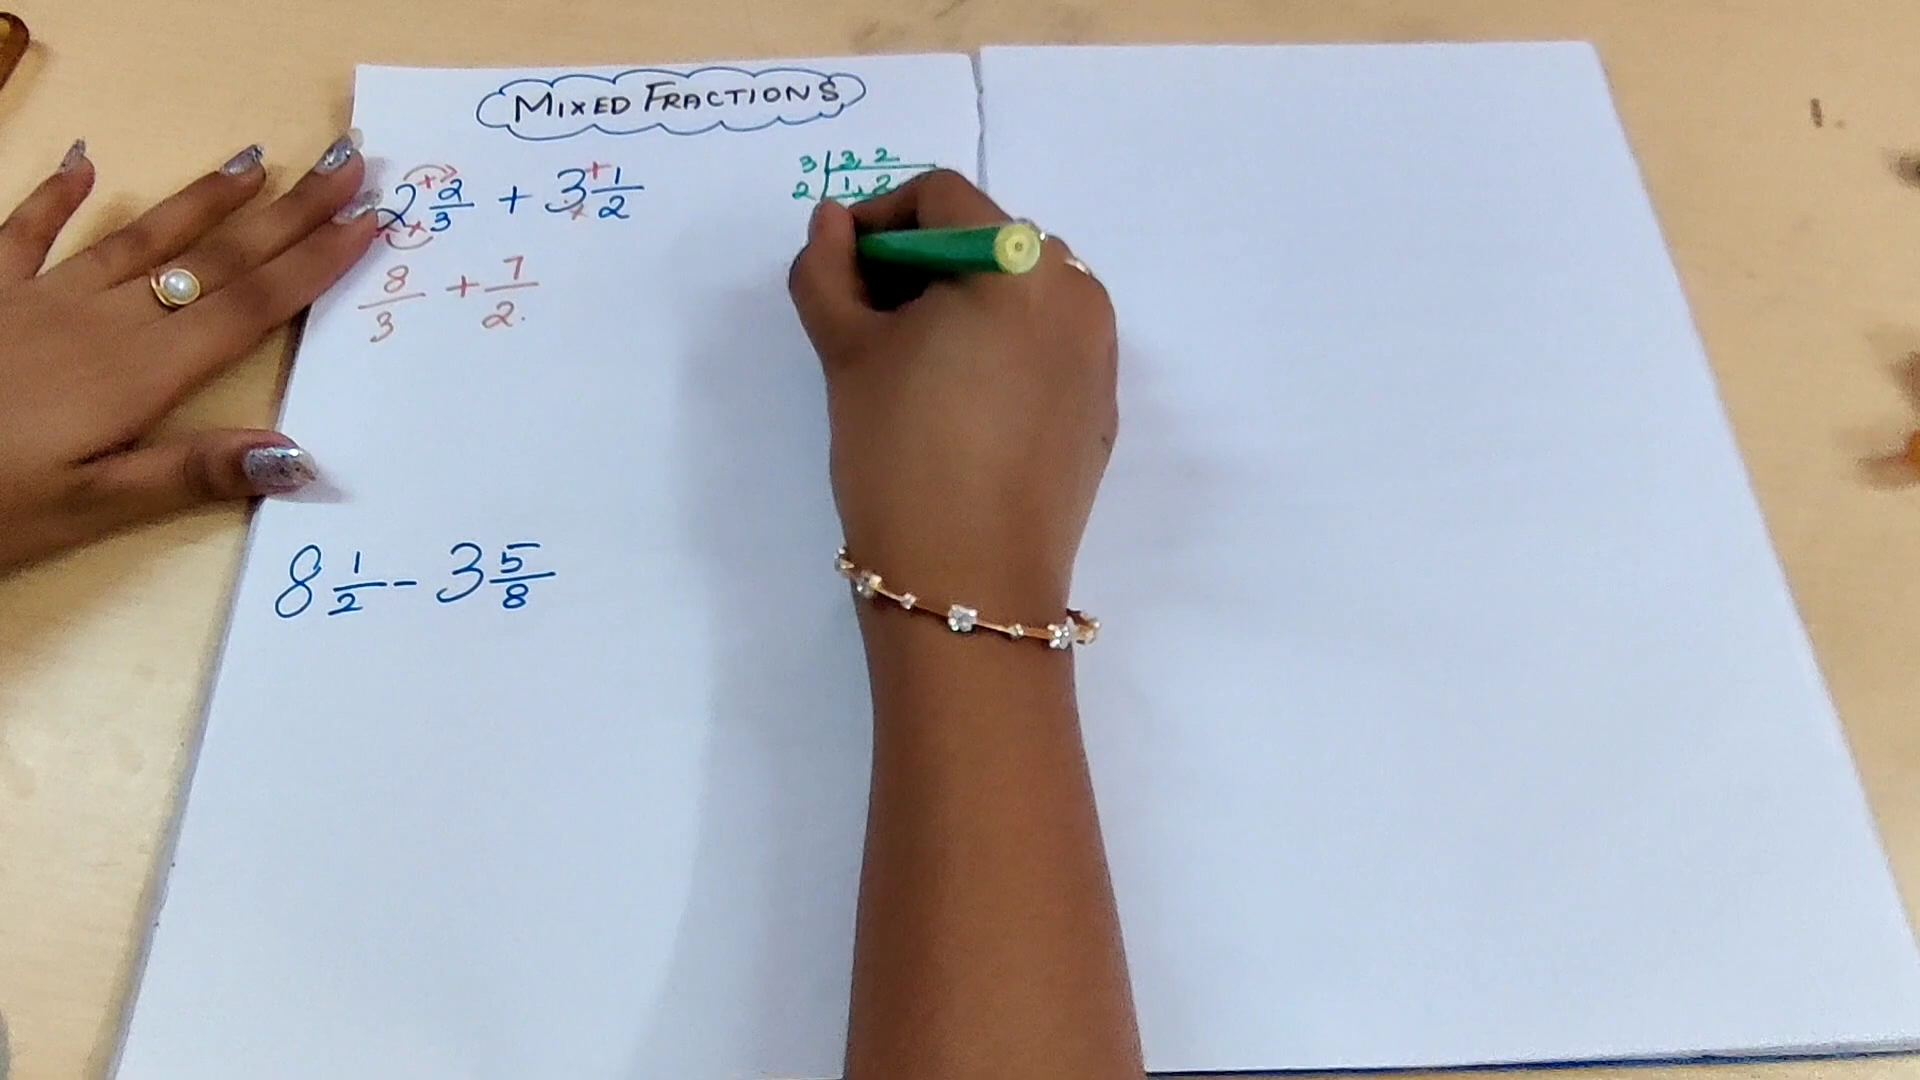 MIXED FRACTIONS
2 2/3 + 3 1/2
8/3 + 7/2.
3 | 3, 2
2 | 1, 2
8 1/2 - 3 5/8